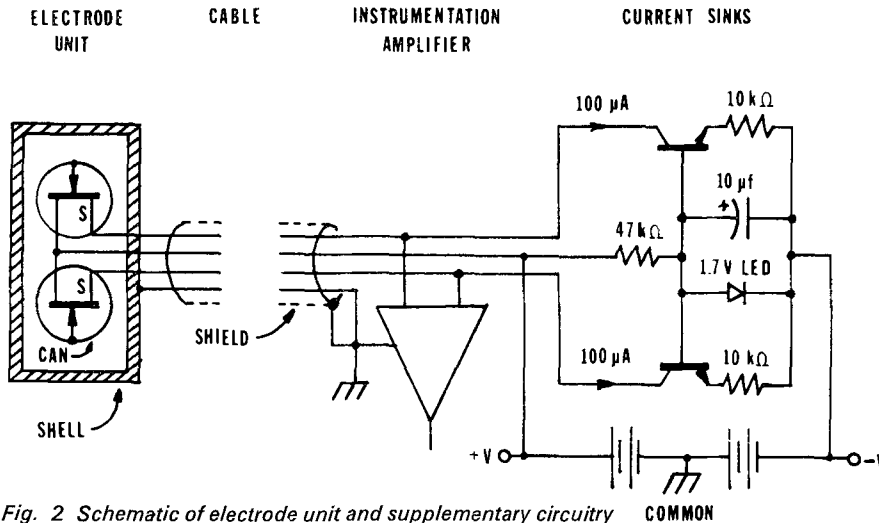 ELECTRODE UNIT
CABLE
INSTRUMENTATION AMPLIFIER
CURRENT SINKS
100 µA
10 kΩ
S
10 µf
+
47 kΩ
1.7 V LED
S
CAN
SHIELD
100 µA
10 kΩ
SHELL
+V
-V
COMMON
Fig. 2 Schematic of electrode unit and supplementary circuitry